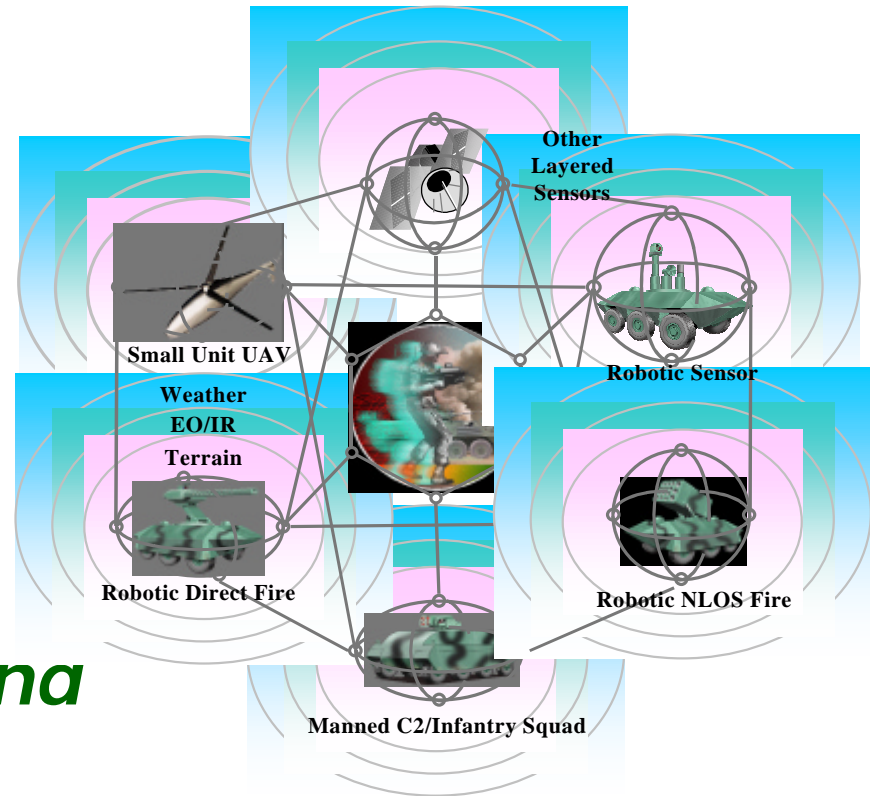 Other
Layered
Sensors
Small Unit UAV
Robotic Sensor
Weather
EO/IR
Terrain
Robotic Direct Fire
Robotic NLOS Fire
na
Manned C2/Infantry Squad